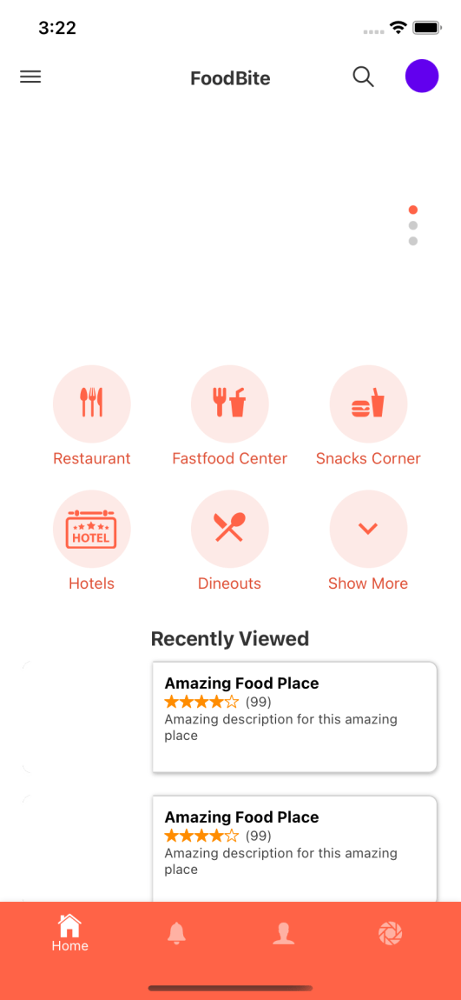 3:22
FoodBite
Restaurant
Fastfood Center
Snacks Corner
HOTEL
Hotels
Dineouts
Show More
Recently Viewed
Amazing Food Place
(99)
Amazing description for this amazing
place
Amazing Food Place
(99)
Amazing description for this amazing
place
Home